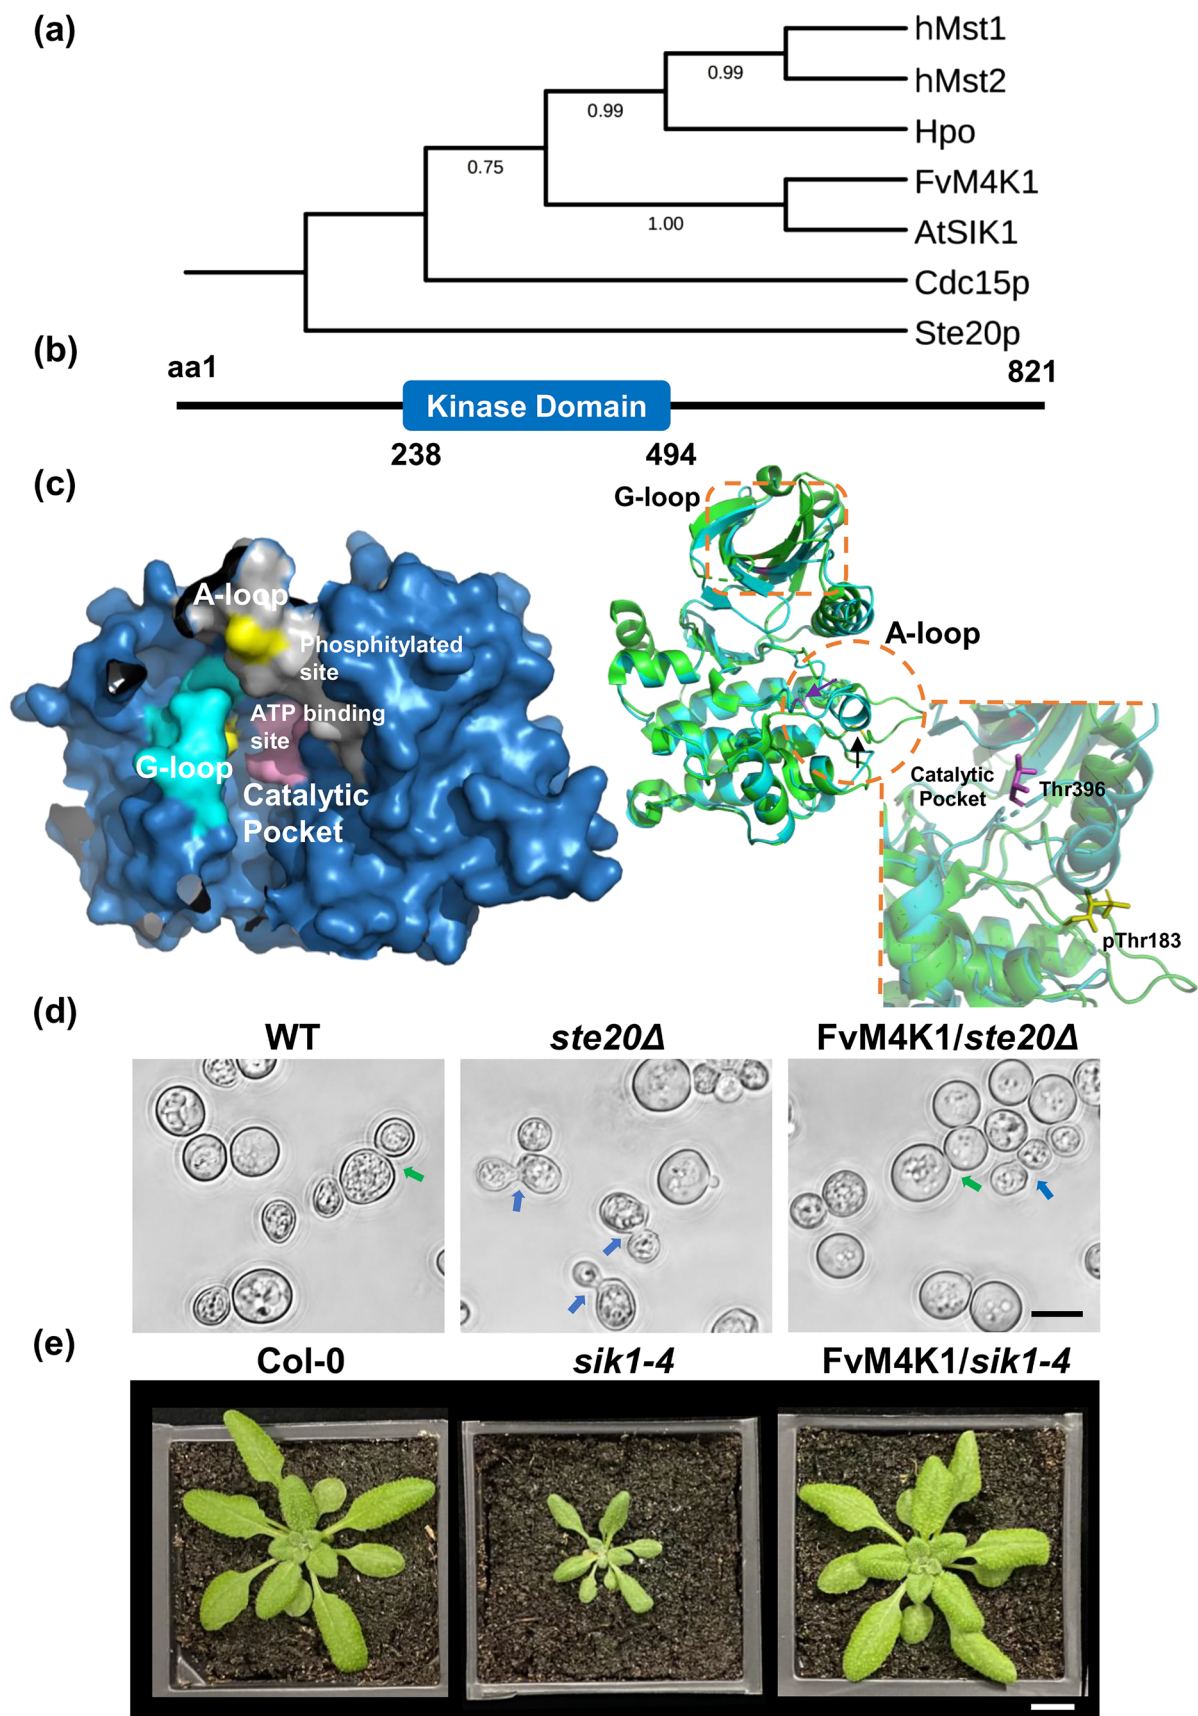 (a)
hMst1
hMst2
Hpo
FvM4K1
AtSIK1
Cdc15p
Ste20p
0.99
0.99
0.75
1.00
(b)
aa1
821
Kinase Domain
238
494
(c)
A-loop
Phosphitylated
site
ATP binding
site
G-loop
Catalytic
Pocket
G-loop
A-loop
Catalytic
Pocket
Thr396
pThr183
(d)
WT
ste20Δ
FvM4K1/ste20Δ
(e)
Col-0
sik1-4
FvM4K1/sik1-4